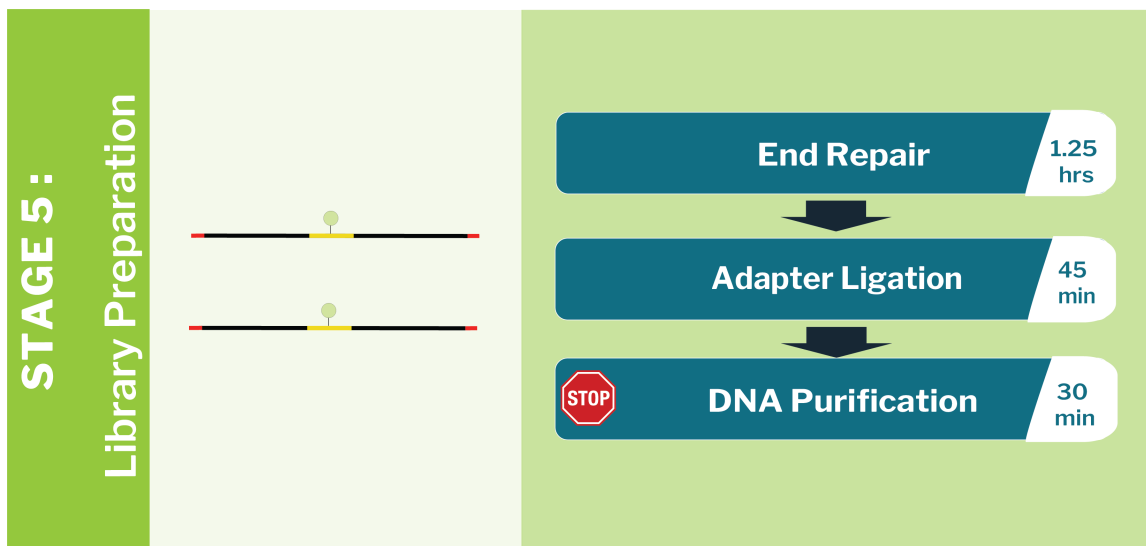 STAGE 5:
Library Preparation
End Repair
1.25
hrs
Adapter Ligation
45
min
STOP
DNA Purification
30
min